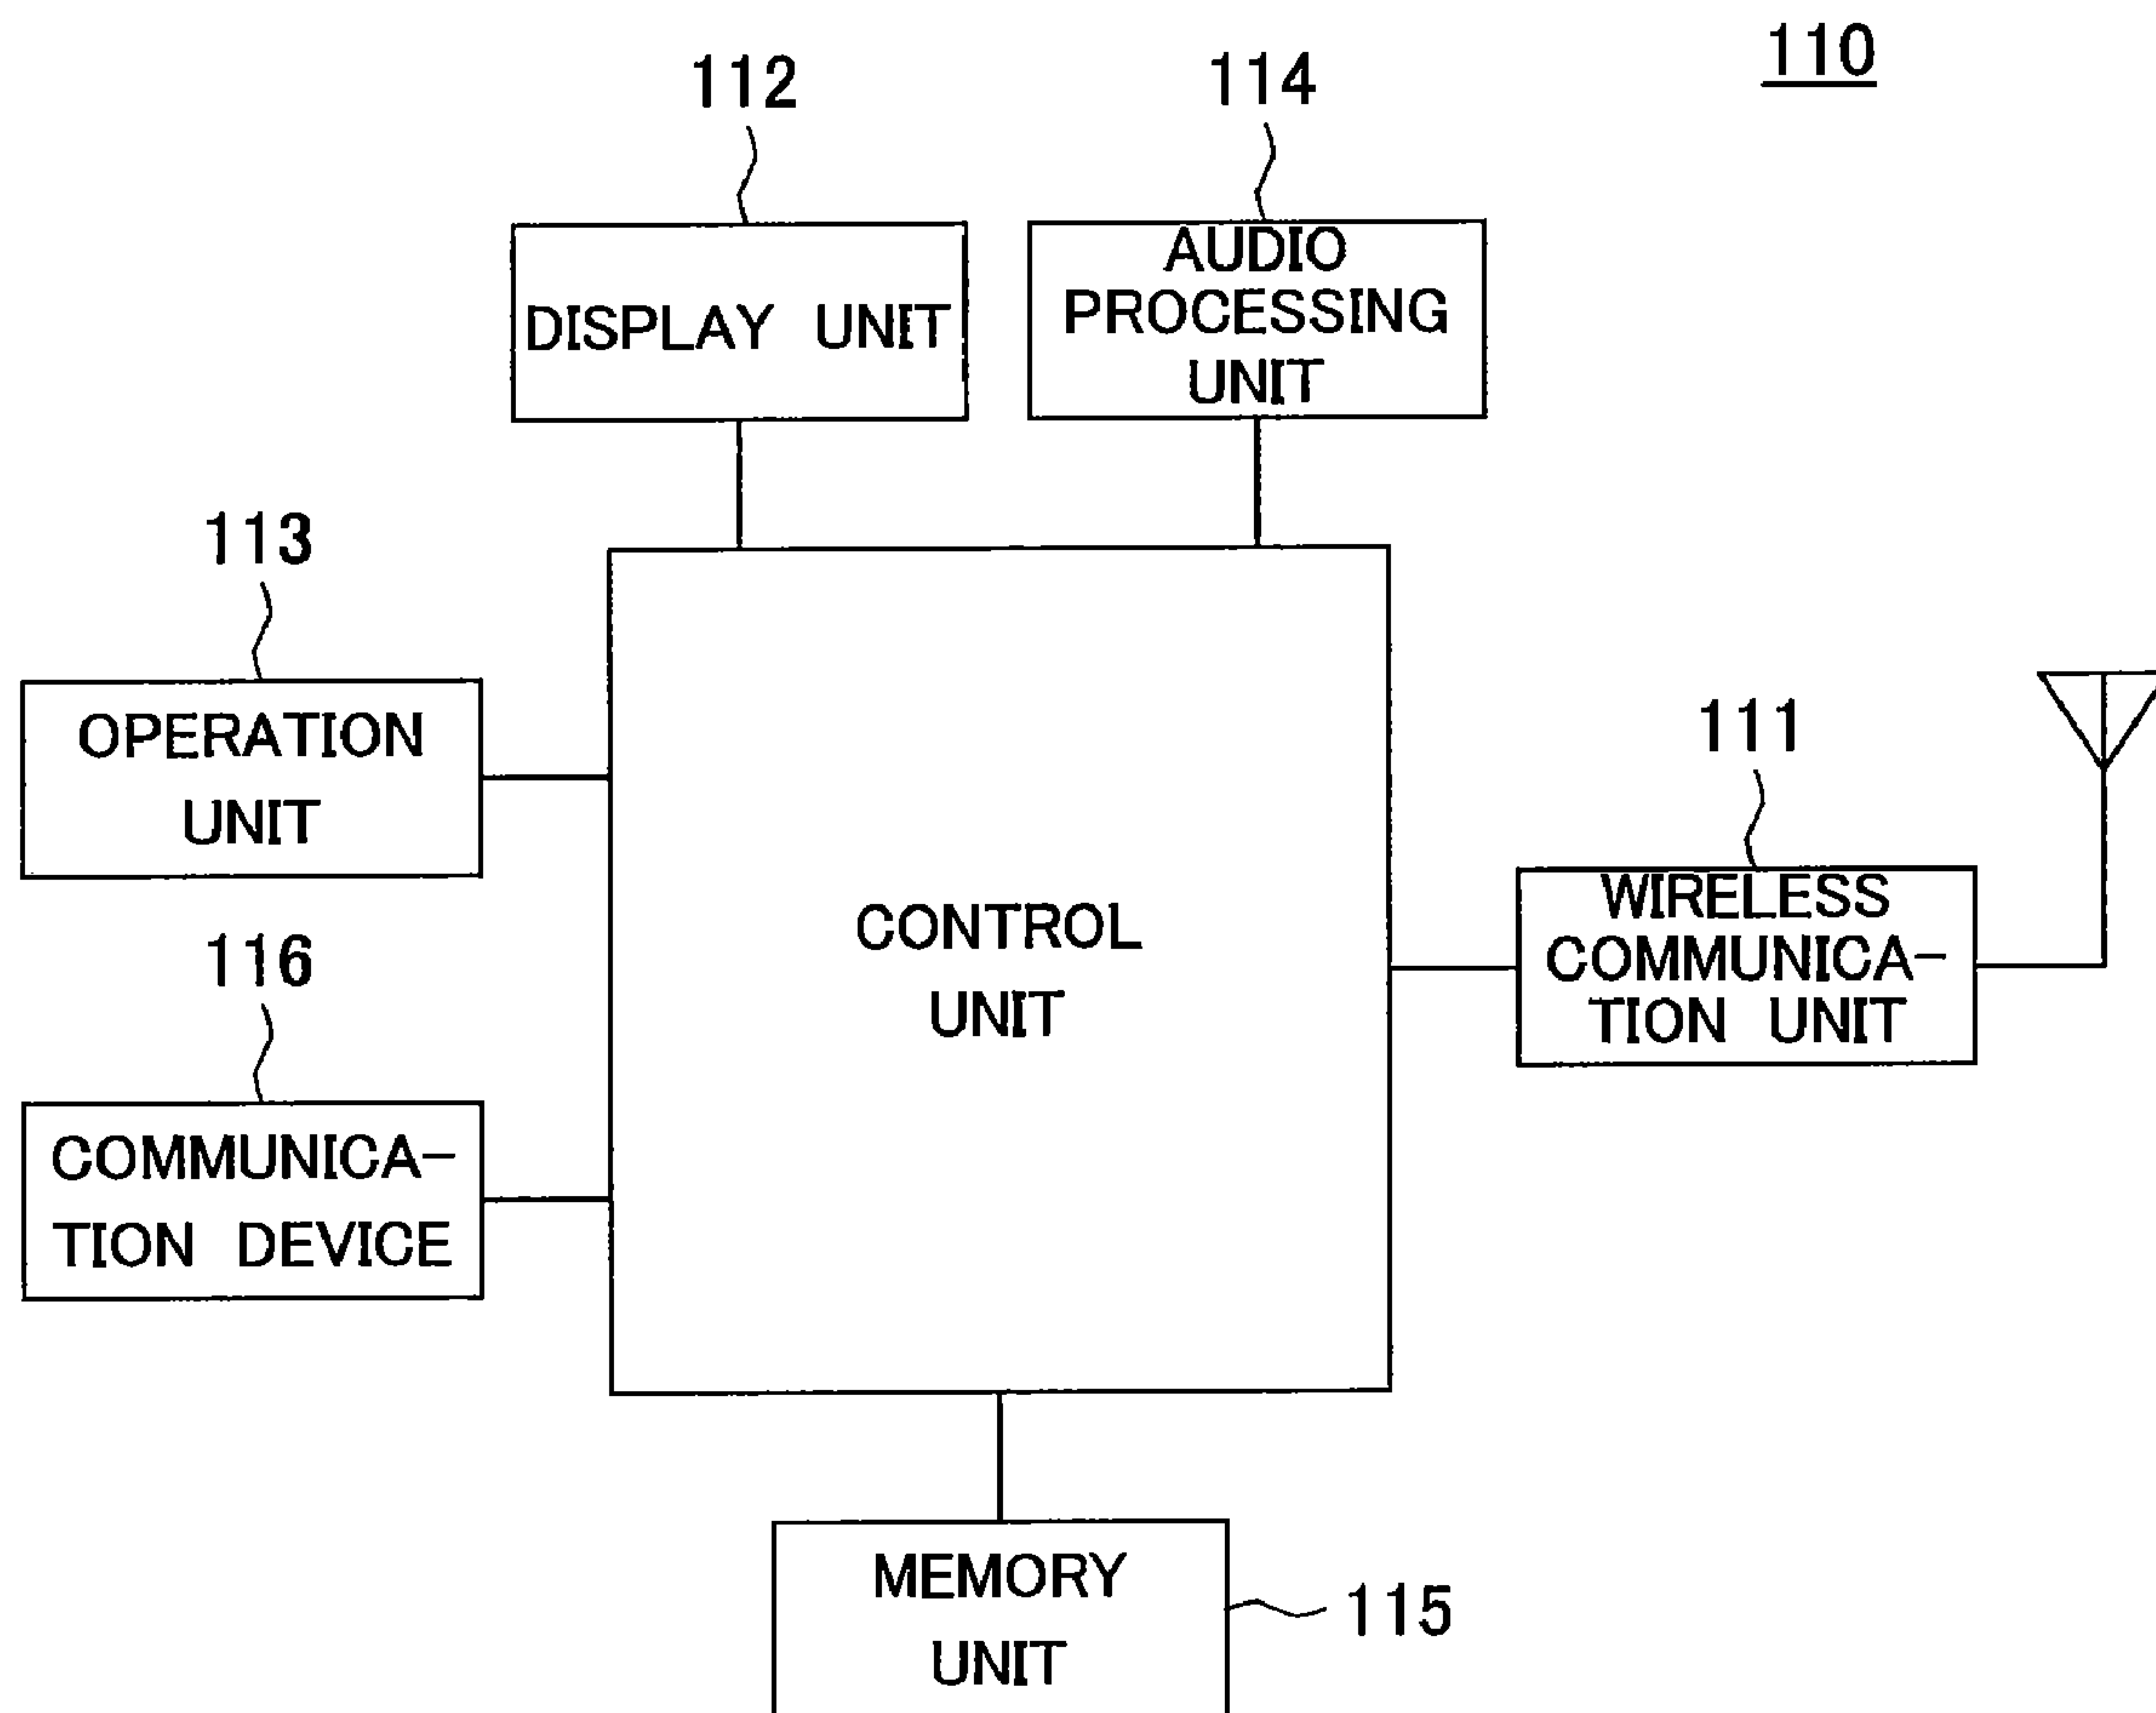 110
112
114
DISPLAY UNIT
AUDIO
PROCESSING
UNIT
113
OPERATION
UNIT
111
WIRELESS
COMMUNICA-
TION UNIT
CONTROL
UNIT
116
COMMUNICA-
TION DEVICE
MEMORY
UNIT
115